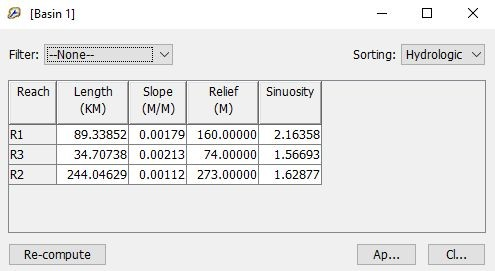 [Basin 1]
Filter: --None-- Sorting: Hydrologic
Reach Length (KM) Slope (M/M) Relief (M) Sinuosity
R1 89.33852 0.00179 160.00000 2.16358
R3 34.70738 0.00213 74.00000 1.56693
R2 244.04629 0.00112 273.00000 1.62877
Re-compute Ap... Cl...